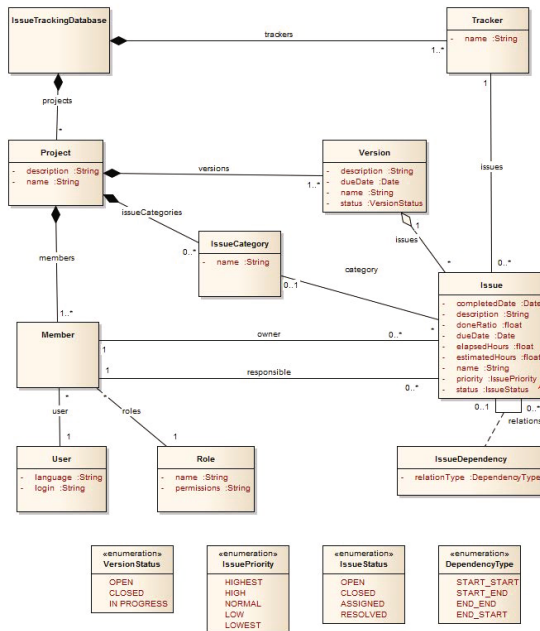 IssueTrackingDatabase
trackers
1..*
Tracker
- name :String
projects
*
1
Project
- description :String
- name :String
versions
1..*
Version
- description :String
- dueDate :Date
- name :String
- status :VersionStatus
issues
issueCategories
0..*
IssueCategory
- name :String
1
issues
*
0..*
category
0..1
*
members
1..*
Issue
- completedDate :Date
- description :String
- doneRatio :float
- dueDate :Date
- elapsedHours :float
- estimatedHours :float
- name :String
- priority :IssuePriority
- status :IssueStatus
Member
1
owner
0..*
1
responsible
0..*
0..1
0..*
relations
*
user
1
*
roles
1
User
- language :String
- login :String
Role
- name :String
- permissions :String
IssueDependency
- relationType :DependencyType
«enumeration»
VersionStatus
OPEN
CLOSED
IN PROGRESS
«enumeration»
IssuePriority
HIGHEST
HIGH
NORMAL
LOW
LOWEST
«enumeration»
IssueStatus
OPEN
CLOSED
ASSIGNED
RESOLVED
«enumeration»
DependencyType
START_START
START_END
END_END
END_START